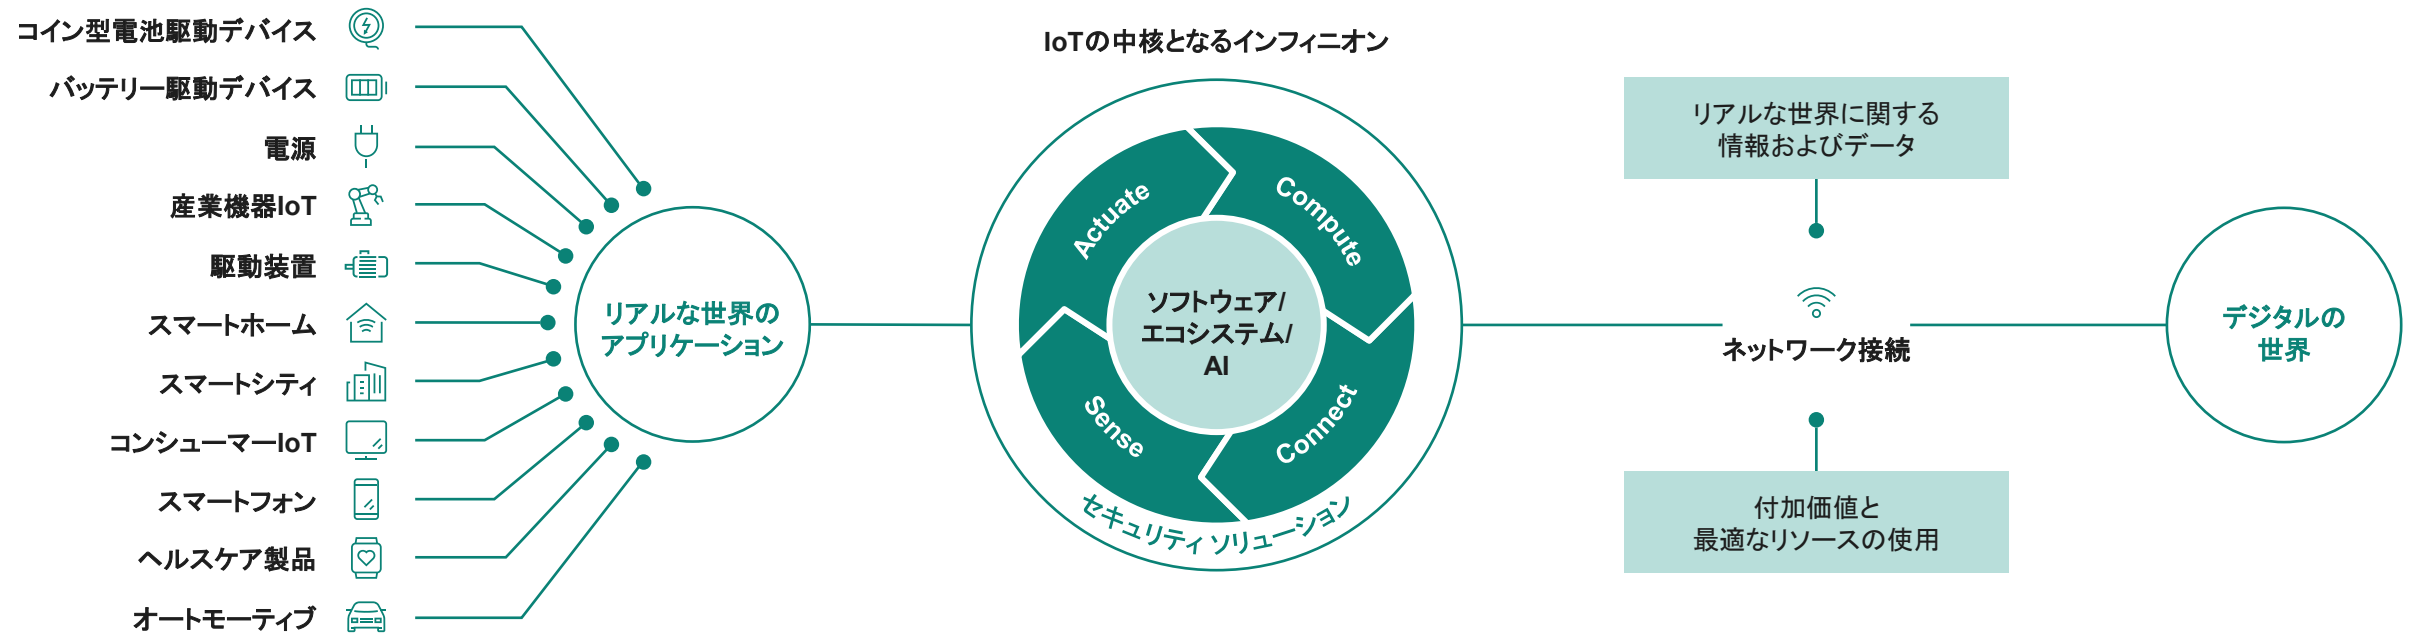 コイン型電池駆動デバイス
バッテリー駆動デバイス
電源
産業機器IoT
駆動装置
スマートホーム
スマートシティ
コンシューマーIoT
スマートフォン
ヘルスケア製品
オートモーティブ
リアルな世界の
アプリケーション
IoTの中核となるインフィニオン
Actuate
Compute
Sense
Connect
ソフトウェア/
エコシステム/
AI
セキュリティ ソリューション
リアルな世界に関する
情報およびデータ
ネットワーク接続
付加価値と
最適なリソースの使用
デジタルの
世界